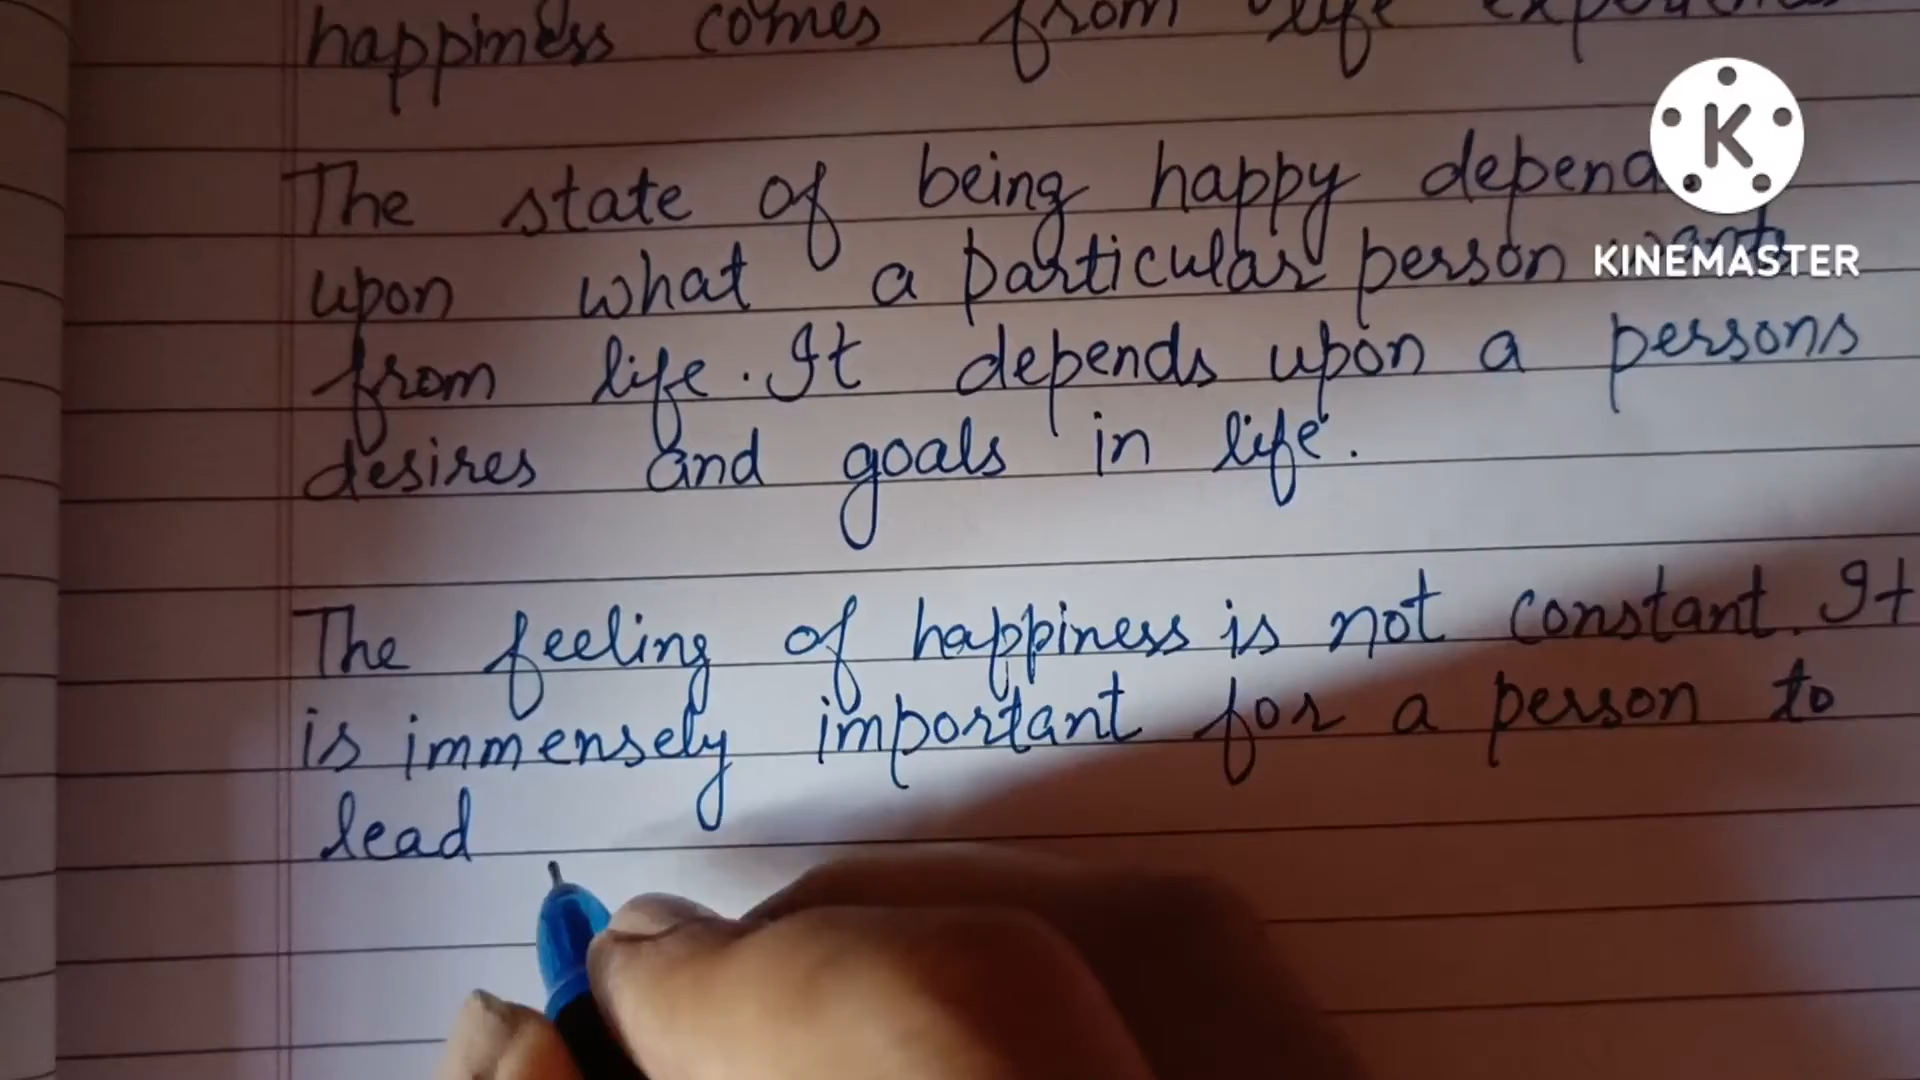 happiness comes from life
The state of being happy depend
upon what a particular person wants
from life. It depends upon a persons
desires and goals in life.
The feeling of happiness is not constant. It
is immensely important for a person to
lead
K
KINEMASTER